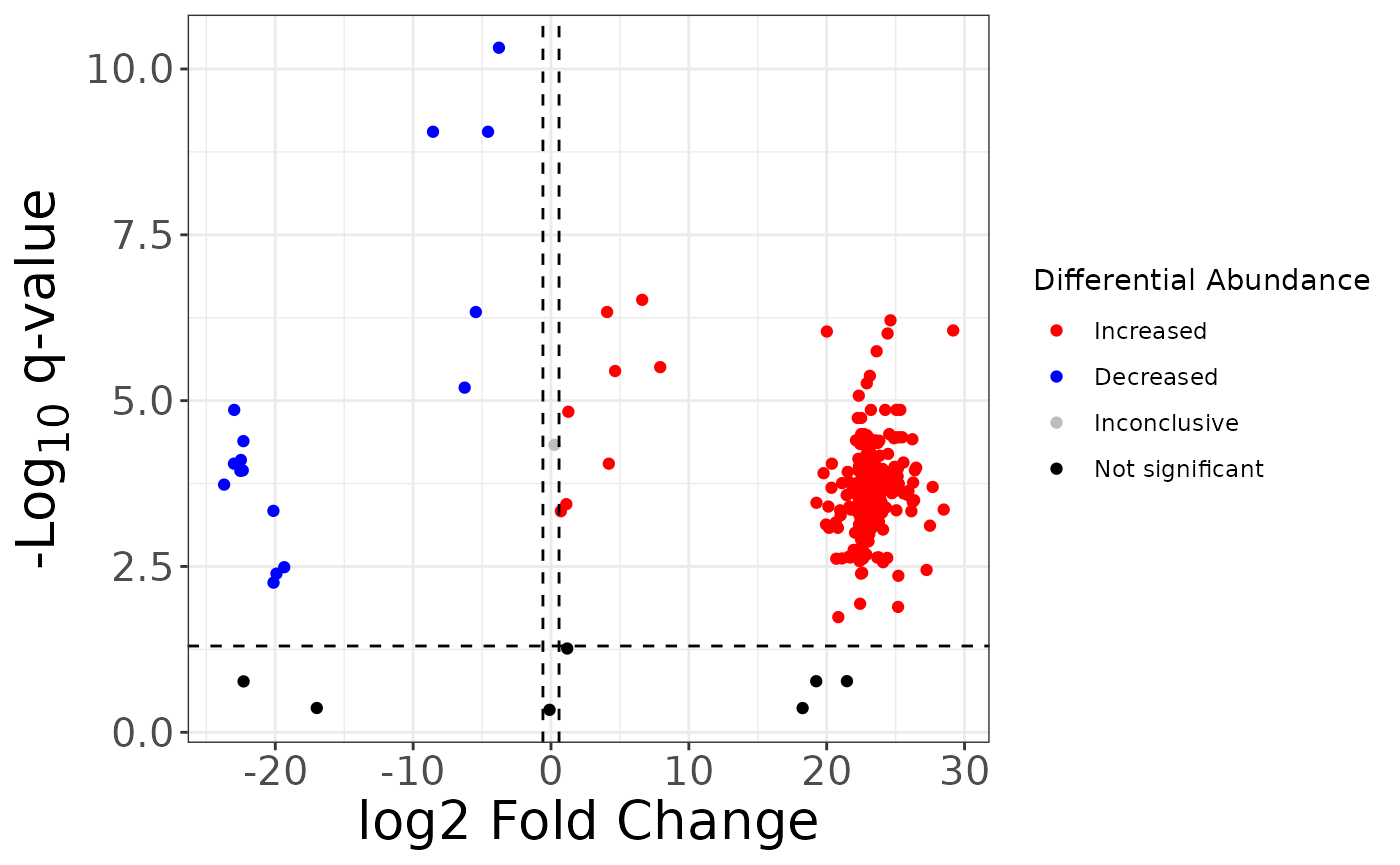 10.0
7.5
5.0
2.5
0.0
-Log10 q-value
-20 -10 0 10 20 30
log2 Fold Change
Differential Abundance
Increased
Decreased
Inconclusive
Not significant